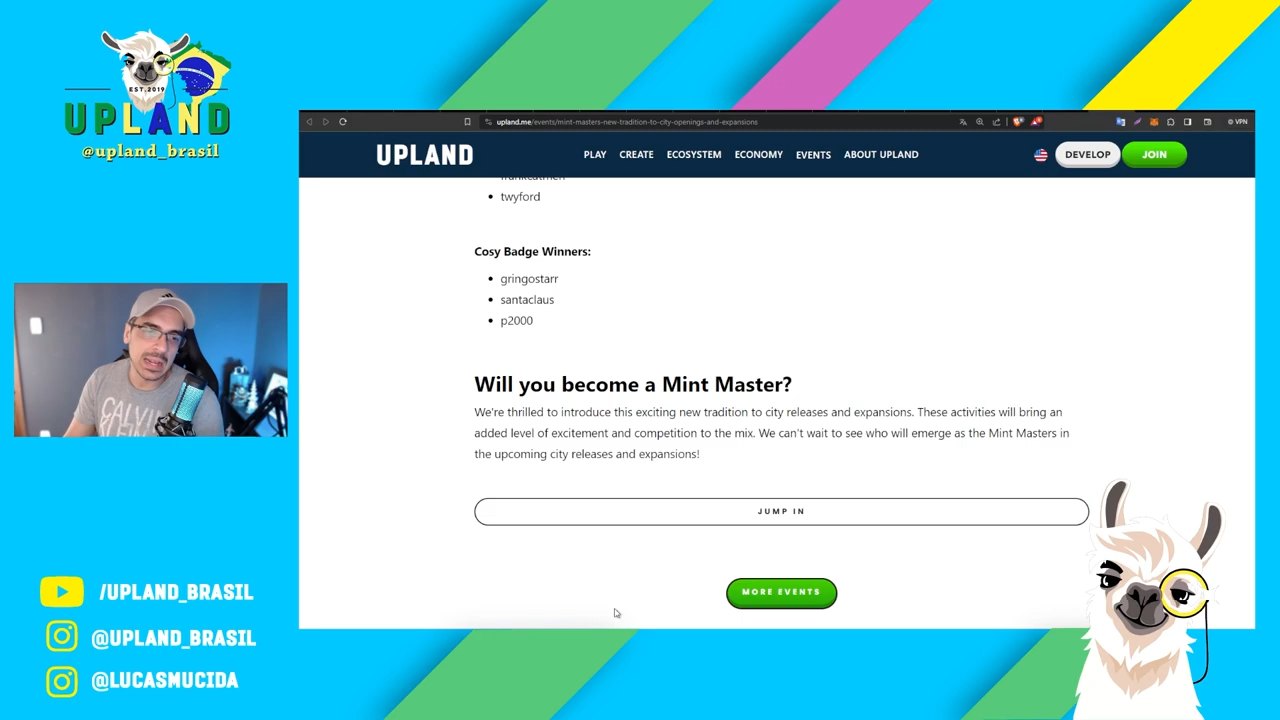 EST.2019
UPLAND
@upland_brasil
upland.me/events/mint-masters-new-tradition-to-city-openings-and-expansions
VPN
UPLAND
PLAY
CREATE
ECOSYSTEM
ECONOMY
EVENTS
ABOUT UPLAND
DEVELOP
JOIN
twyford
Cosy Badge Winners:
gringostarr
santaclaus
p2000
Will you become a Mint Master?
We're thrilled to introduce this exciting new tradition to city releases and expansions. These activities will bring an
added level of excitement and competition to the mix. We can't wait to see who will emerge as the Mint Masters in
the upcoming city releases and expansions!
JUMP IN
MORE EVENTS
CALVIN
/UPLAND_BRASIL
@UPLAND_BRASIL
@LUCASMUCIDA